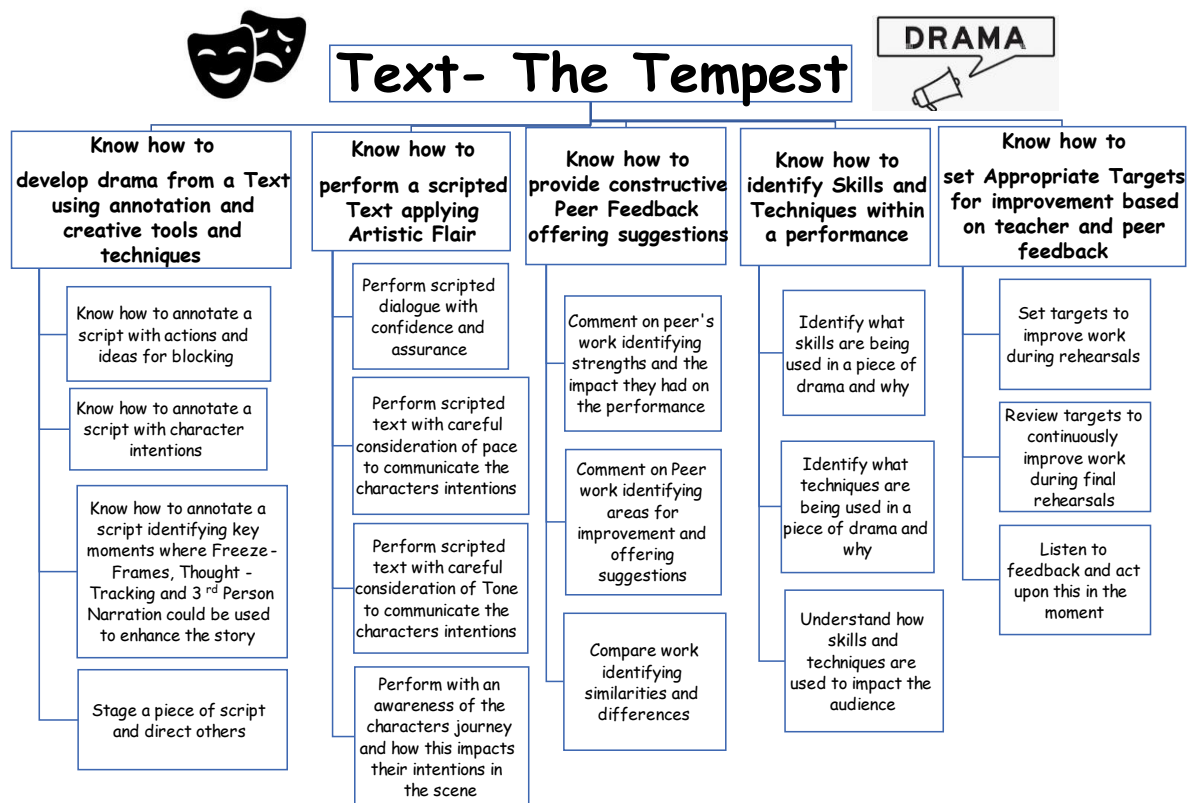 DRAMA
Text- The Tempest
Know how to
develop drama from a Text
using annotation and
creative tools and
techniques
Know how to annotate a
script with actions and
ideas for blocking
Know how to annotate a
script with character
intentions
Know how to annotate a
script identifying key
moments where Freeze-
Frames, Thought -
Tracking and 3 rd Person
Narration could be used
to enhance the story
Stage a piece of script
and direct others
Know how to
perform a scripted
Text applying
Artistic Flair
Perform scripted
dialogue with
confidence and
assurance
Perform scripted
text with careful
consideration of pace
to communicate the
characters intentions
Perform scripted
text with careful
consideration of Tone
to communicate the
characters intentions
Perform with an
awareness of the
characters journey
and how this impacts
their intentions in
the scene
Know how to
provide constructive
Peer Feedback
offering suggestions
Comment on peer's
work identifying
strengths and the
impact they had on
the performance
Comment on Peer
work identifying
areas for
improvement and
offering
suggestions
Compare work
identifying
similarities and
differences
Know how to
identify Skills and
Techniques within
a performance
Identify what
skills are being
used in a piece of
drama and why
Identify what
techniques are
being used in a
piece of drama and
why
Understand how
skills and
techniques are
used to impact the
audience
Know how to
set Appropriate Targets
for improvement based
on teacher and peer
feedback
Set targets to
improve work
during rehearsals
Review targets to
continuously
improve work
during final
rehearsals
Listen to
feedback and act
upon this in the
moment